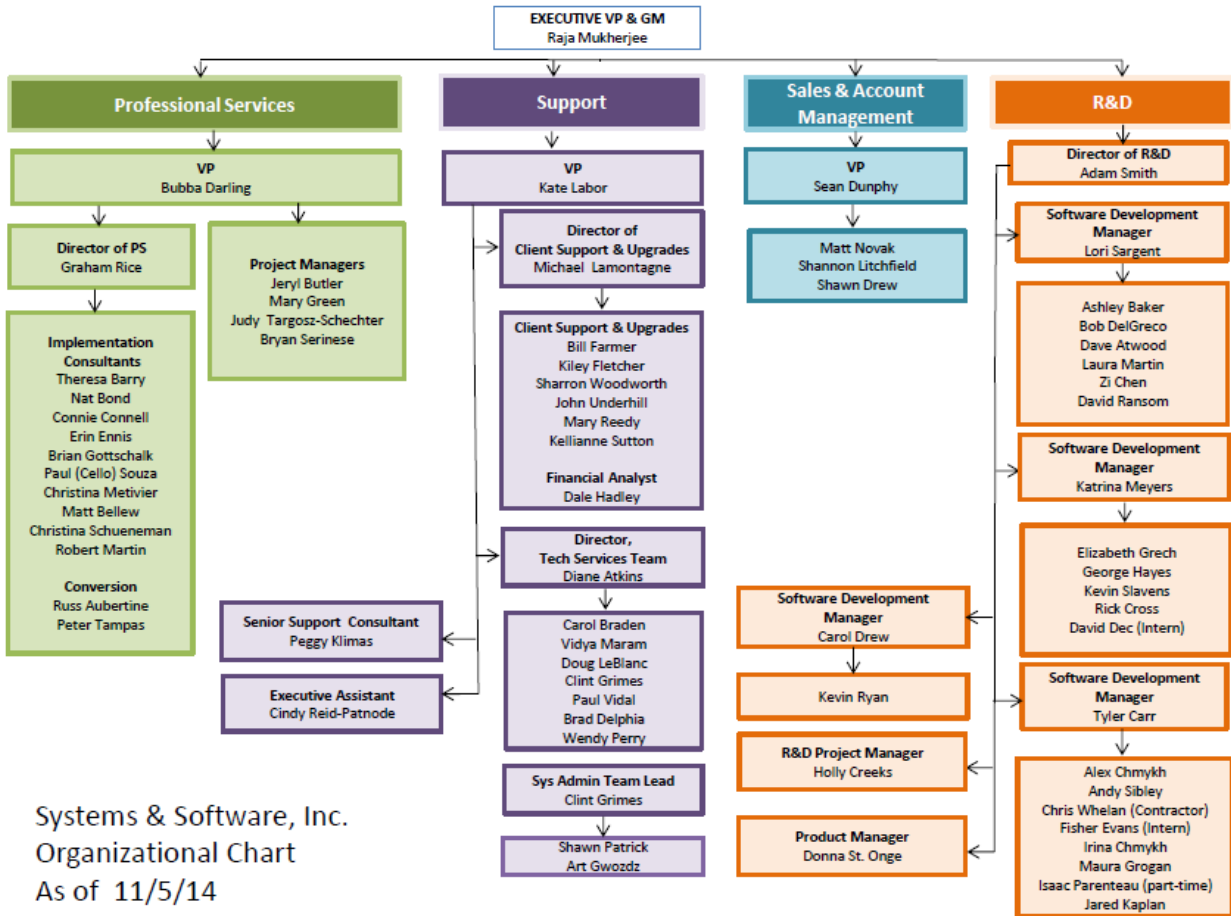 EXECUTIVE VP & GM
Raja Mukherjee
Professional Services
VP
Bubba Darling
Director of PS
Graham Rice
Project Managers
Jeryl Butler
Mary Green
Judy Targosz-Schechter
Bryan Serinese
Implementation
Consultants
Theresa Barry
Nat Bond
Connie Connell
Erin Ennis
Brian Gottschalk
Paul (Cello) Souza
Christina Metivier
Matt Bellew
Christina Schueneman
Robert Martin
Conversion
Russ Aubertine
Peter Tampas
Support
VP
Kate Labor
Director of
Client Support & Upgrades
Michael Lamontagne
Client Support & Upgrades
Bill Farmer
Kiley Fletcher
Sharron Woodworth
John Underhill
Mary Reedy
Kellianne Sutton
Financial Analyst
Dale Hadley
Director,
Tech Services Team
Diane Atkins
Carol Braden
Vidya Maram
Doug LeBlanc
Clint Grimes
Paul Vidal
Brad Delphia
Wendy Perry
Sys Admin Team Lead
Clint Grimes
Shawn Patrick
Art Gwozdz
Senior Support Consultant
Peggy Klimas
Executive Assistant
Cindy Reid-Patnode
Sales & Account
Management
VP
Sean Dunphy
Matt Novak
Shannon Litchfield
Shawn Drew
R&D
Director of R&D
Adam Smith
Software Development
Manager
Lori Sargent
Ashley Baker
Bob DelGreco
Dave Atwood
Laura Martin
Zi Chen
David Ransom
Software Development
Manager
Katrina Meyers
Elizabeth Grech
George Hayes
Kevin Slavens
Rick Cross
David Dec (Intern)
Software Development
Manager
Carol Drew
Kevin Ryan
R&D Project Manager
Holly Creeks
Product Manager
Donna St. Onge
Software Development
Manager
Tyler Carr
Alex Chmykh
Andy Sibley
Chris Whelan (Contractor)
Fisher Evans (Intern)
Irina Chmykh
Maura Grogan
Isaac Parenteau (part-time)
Jared Kaplan
Systems & Software, Inc.
Organizational Chart
As of 11/5/14